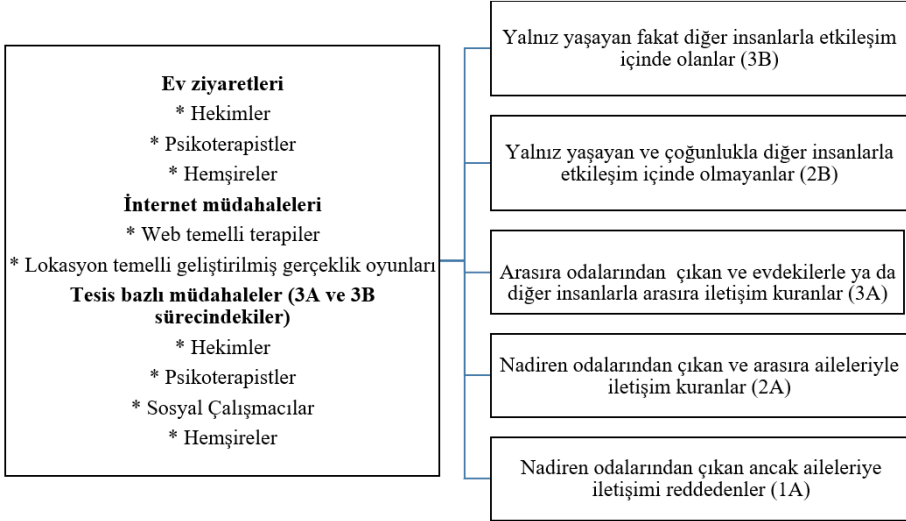 Ev ziyaretleri
* Hekimler
* Psikoterapistler
* Hemşireler
İnternet müdahaleleri
* Web temelli terapiler
* Lokasyon temelli geliştirilmiş gerçeklik oyunları
Tesis bazlı müdahaleler (3A ve 3B
sürecindekiler)
* Hekimler
* Psikoterapistler
* Sosyal Çalışmacılar
* Hemşireler
Yalnız yaşayan fakat diğer insanlarla etkileşim
içinde olanlar (3B)
Yalnız yaşayan ve çoğunlukla diğer insanlarla
etkileşim içinde olmayanlar (2B)
Arasıra odalarından çıkan ve evdekilerle ya da
diğer insanlarla arasıra iletişim kuranlar (3A)
Nadiren odalarından çıkan ve arasıra aileleriyle
iletişim kuranlar (2A)
Nadiren odalarından çıkan ancak aileleriye
iletişimi reddedenler (1A)